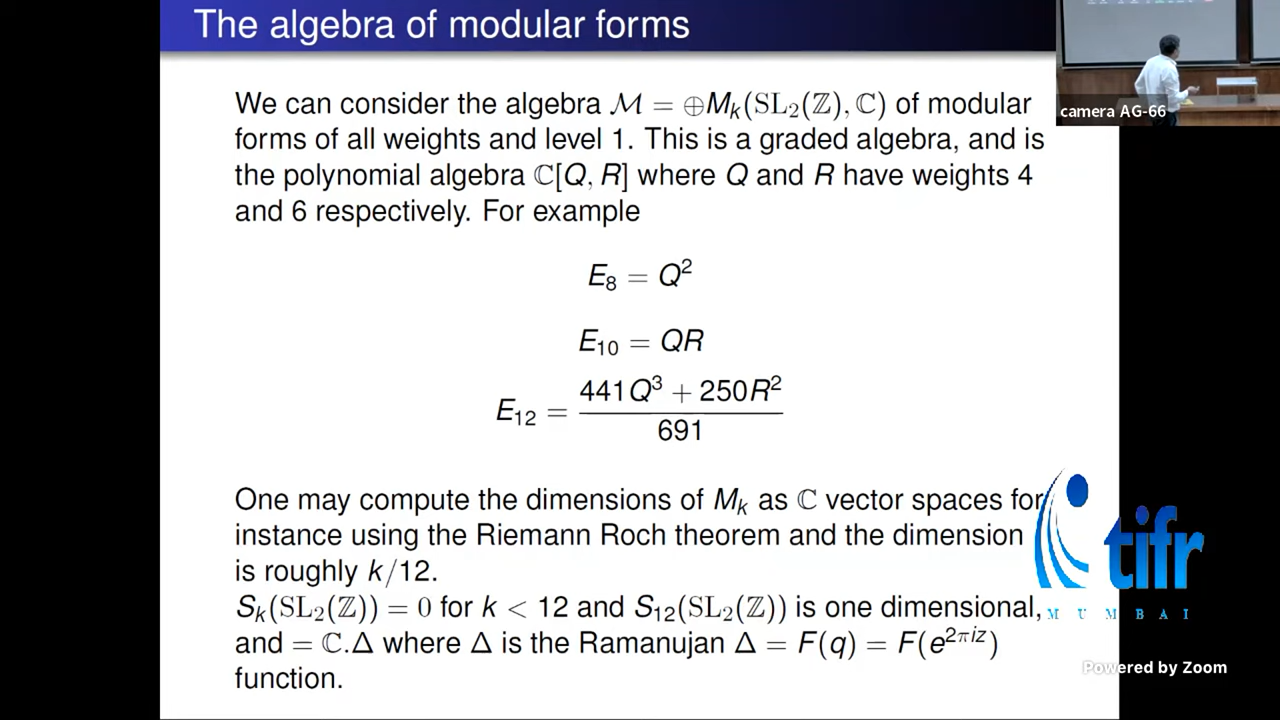 The algebra of modular forms
We can consider the algebra ℳ = ⊕M_k(SL_2(ℤ), ℂ) of modular
forms of all weights and level 1. This is a graded algebra, and is
the polynomial algebra ℂ[Q, R] where Q and R have weights 4
and 6 respectively. For example
E_8 = Q^2
E_10 = QR
E_12 = (441Q^3 + 250R^2)/691
One may compute the dimensions of M_k as ℂ vector spaces for
instance using the Riemann Roch theorem and the dimension
is roughly k/12.
S_k(SL_2(ℤ)) = 0 for k < 12 and S_12(SL_2(ℤ)) is one dimensional,
and = ℂ.Δ where Δ is the Ramanujan Δ = F(q) = F(e^{2πiz})
function.
camera AG-66
tifr
MUMBAI
Powered by Zoom